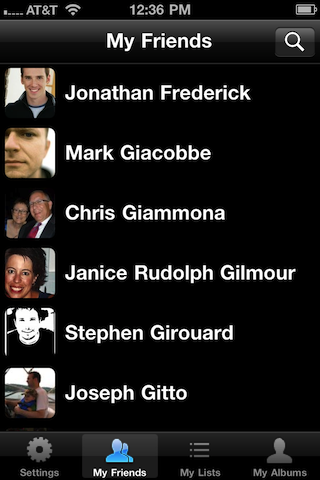 AT&T 12:36 PM
My Friends
Jonathan Frederick
Mark Giacobbe
Chris Giammona
Janice Rudolph Gilmour
Stephen Girouard
Joseph Gitto
Settings My Friends My Lists My Albums